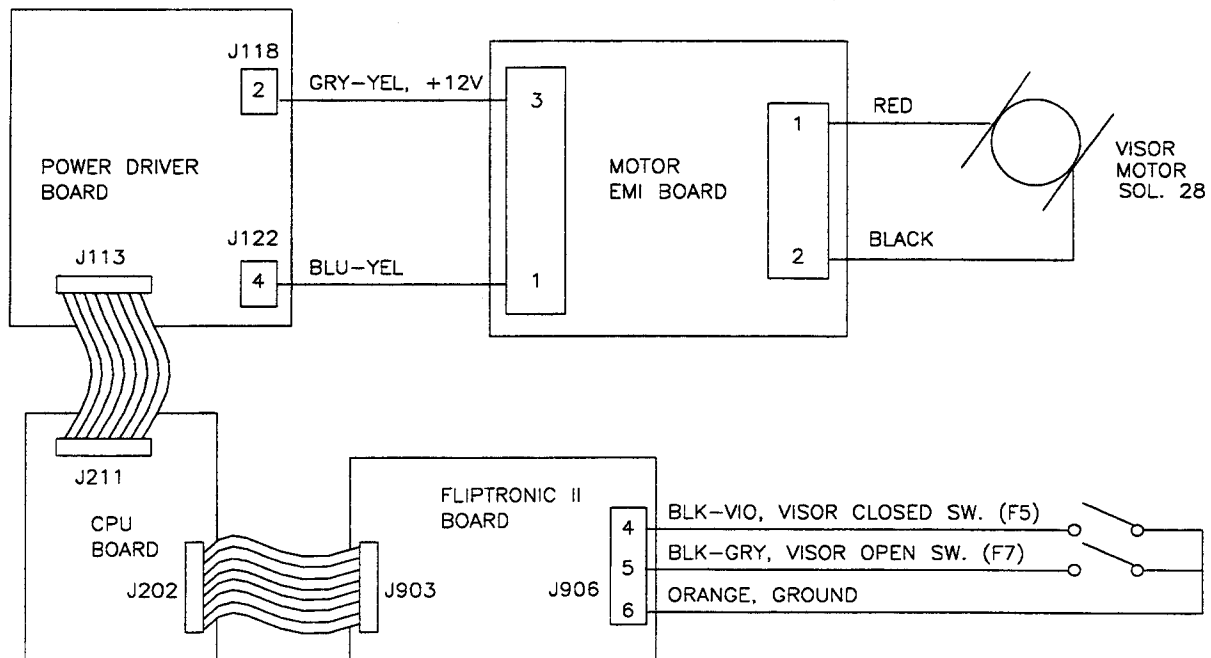 J118
2
GRY-YEL, +12V
3
POWER DRIVER
BOARD
J122
4
BLU-YEL
1
J113
MOTOR
EMI BOARD
1
RED
2
BLACK
VISOR
MOTOR
SOL. 28
J211
CPU
BOARD
J202
FLIPTRONIC II
BOARD
J903
J906
4
BLK-VIO, VISOR CLOSED SW. (F5)
5
BLK-GRY, VISOR OPEN SW. (F7)
6
ORANGE, GROUND